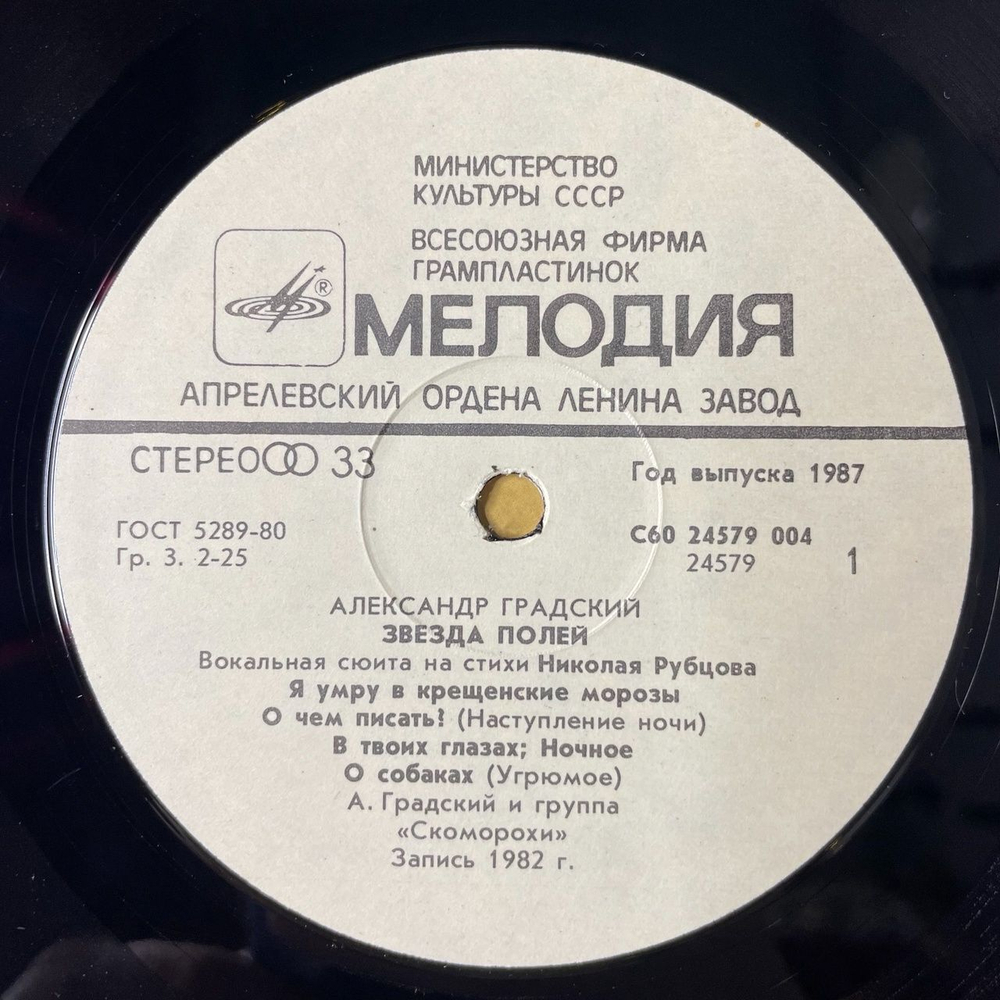 МИНИСТЕРСТВО
КУЛЬТУРЫ СССР
ВСЕСОЮЗНАЯ ФИРМА
ГРАМПЛАСТИНОК
®
МЕЛОДИЯ
АПРЕЛЕВСКИЙ ОРДЕНА ЛЕНИНА ЗАВОД
СТЕРЕО 33
Год выпуска 1987
ГОСТ 5289-80
Гр. 3. 2-25
С60 24579 004
24579
1
АЛЕКСАНДР ГРАДСКИЙ
ЗВЕЗДА ПОЛЕЙ
Вокальная сюита на стихи Николая Рубцова
Я умру в крещенские морозы
О чем писать? (Наступление ночи)
В твоих глазах; Ночное
О собаках (Угрюмое)
А. Градский и группа
«Скоморохи»
Запись 1982 г.